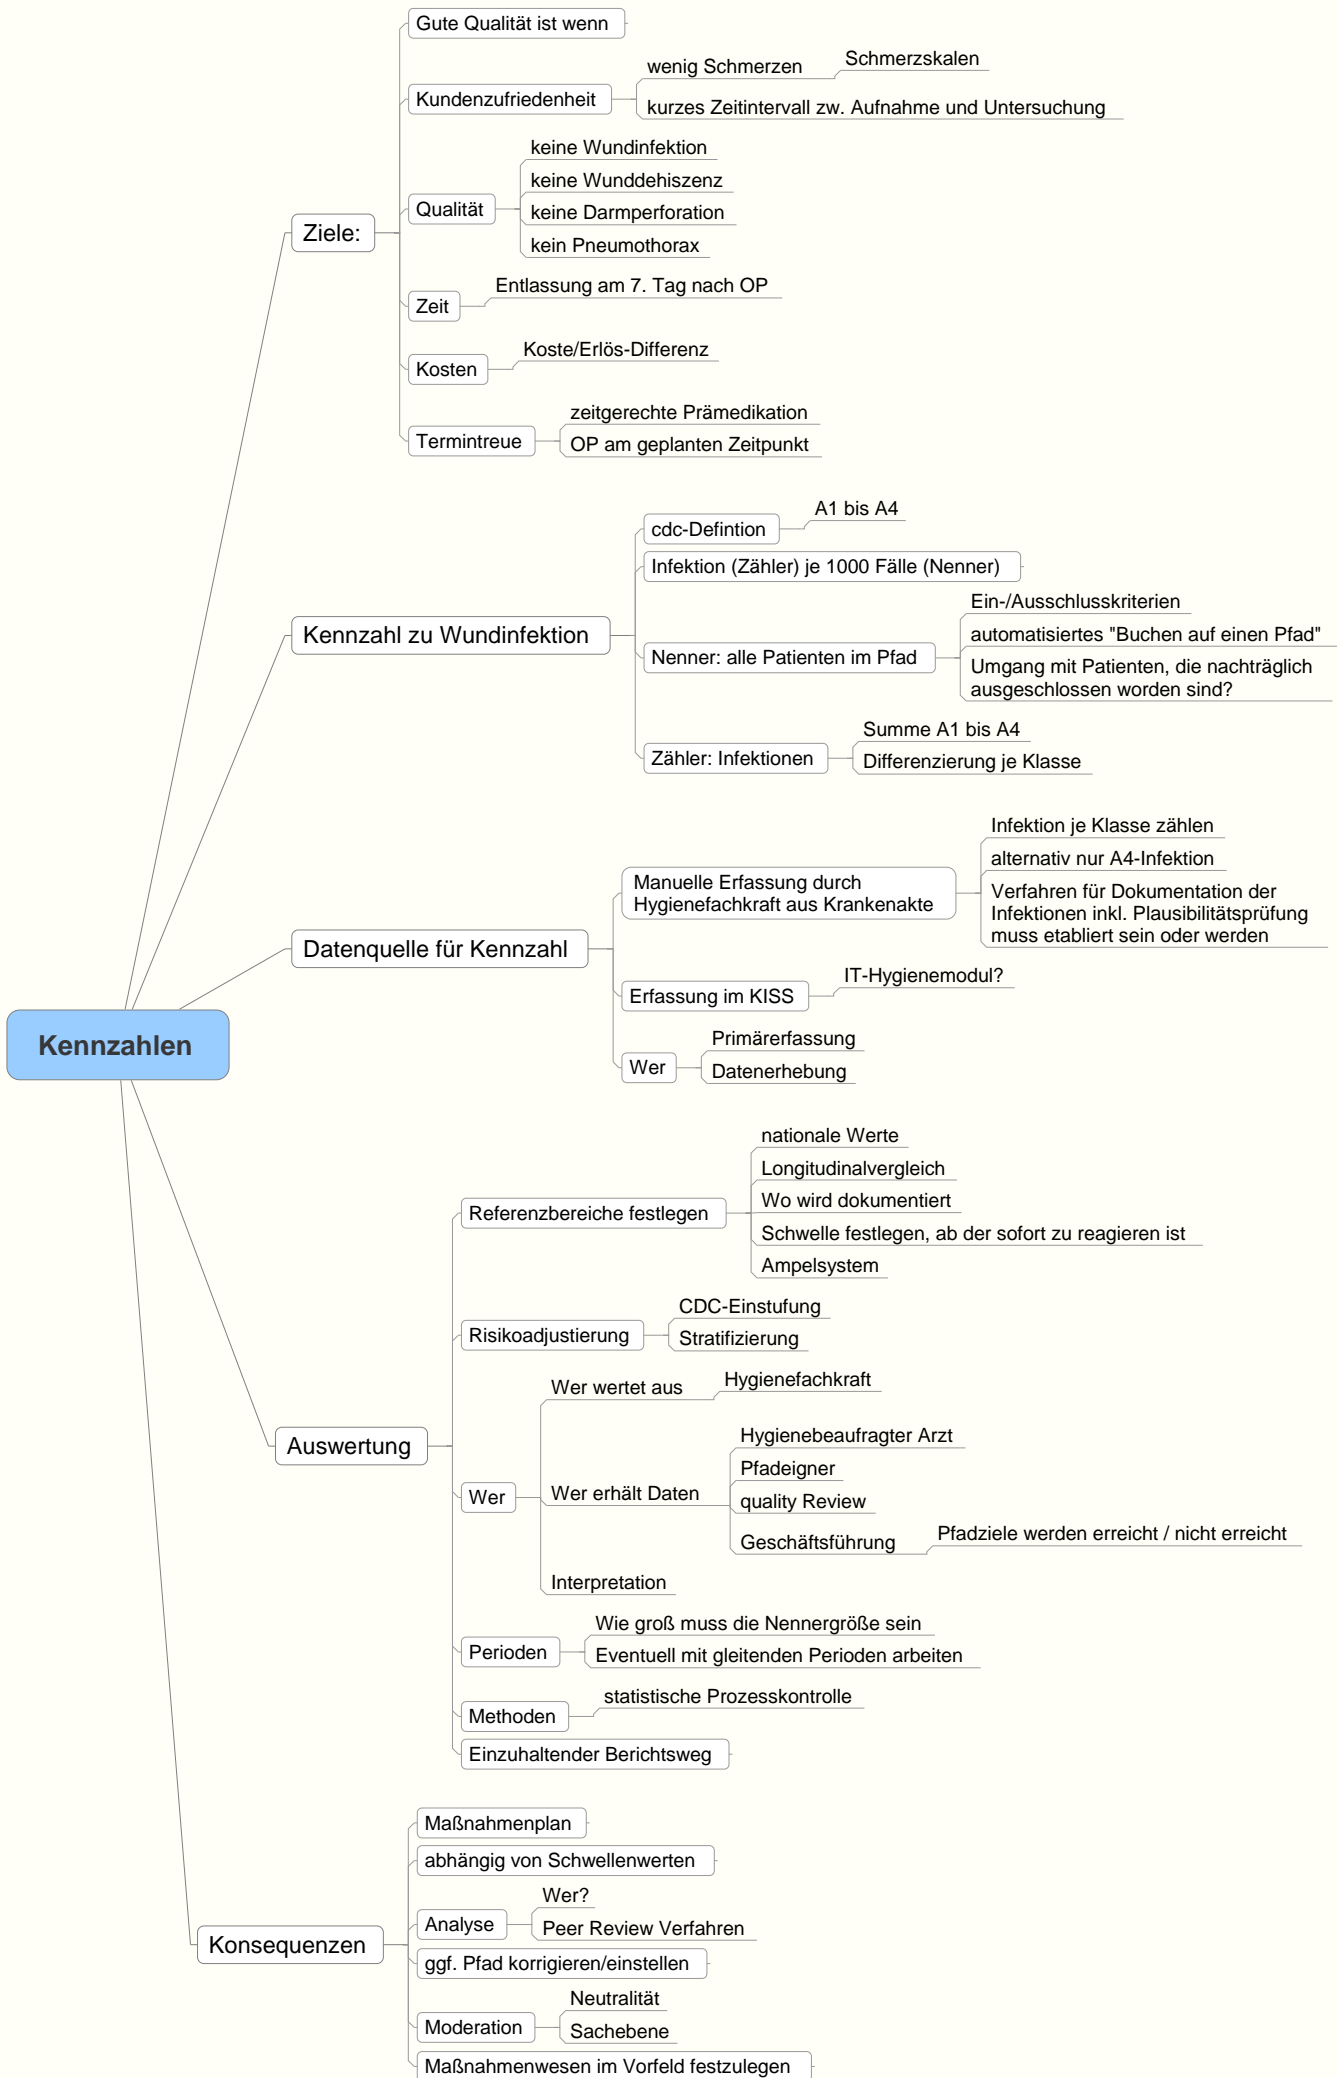 Kennzahlen
Ziele:
Gute Qualität ist wenn
Kundenzufriedenheit
wenig Schmerzen
Schmerzskalen
kurzes Zeitintervall zw. Aufnahme und Untersuchung
Qualität
keine Wundinfektion
keine Wunddehiszenz
keine Darmperforation
kein Pneumothorax
Zeit
Entlassung am 7. Tag nach OP
Kosten
Koste/Erlös-Differenz
Termintreue
zeitgerechte Prämedikation
OP am geplanten Zeitpunkt
Kennzahl zu Wundinfektion
cdc-Defintion
A1 bis A4
Infektion (Zähler) je 1000 Fälle (Nenner)
Nenner: alle Patienten im Pfad
Ein-/Ausschlusskriterien
automatisiertes "Buchen auf einen Pfad"
Umgang mit Patienten, die nachträglich
ausgeschlossen worden sind?
Zähler: Infektionen
Summe A1 bis A4
Differenzierung je Klasse
Datenquelle für Kennzahl
Manuelle Erfassung durch
Hygienefachkraft aus Krankenakte
Infektion je Klasse zählen
alternativ nur A4-Infektion
Verfahren für Dokumentation der
Infektionen inkl. Plausibilitätsprüfung
muss etabliert sein oder werden
Erfassung im KISS
IT-Hygienemodul?
Wer
Primärerfassung
Datenerhebung
Auswertung
Referenzbereiche festlegen
nationale Werte
Longitudinalvergleich
Wo wird dokumentiert
Schwelle festlegen, ab der sofort zu reagieren ist
Ampelsystem
Risikoadjustierung
CDC-Einstufung
Stratifizierung
Wer
Wer wertet aus
Hygienefachkraft
Wer erhält Daten
Hygienebeaufragter Arzt
Pfadeigner
quality Review
Geschäftsführung
Pfadziele werden erreicht / nicht erreicht
Interpretation
Perioden
Wie groß muss die Nennergröße sein
Eventuell mit gleitenden Perioden arbeiten
Methoden
statistische Prozesskontrolle
Einzuhaltender Berichtsweg
Konsequenzen
Maßnahmenplan
abhängig von Schwellenwerten
Analyse
Wer?
Peer Review Verfahren
ggf. Pfad korrigieren/einstellen
Moderation
Neutralität
Sachebene
Maßnahmenwesen im Vorfeld festzulegen